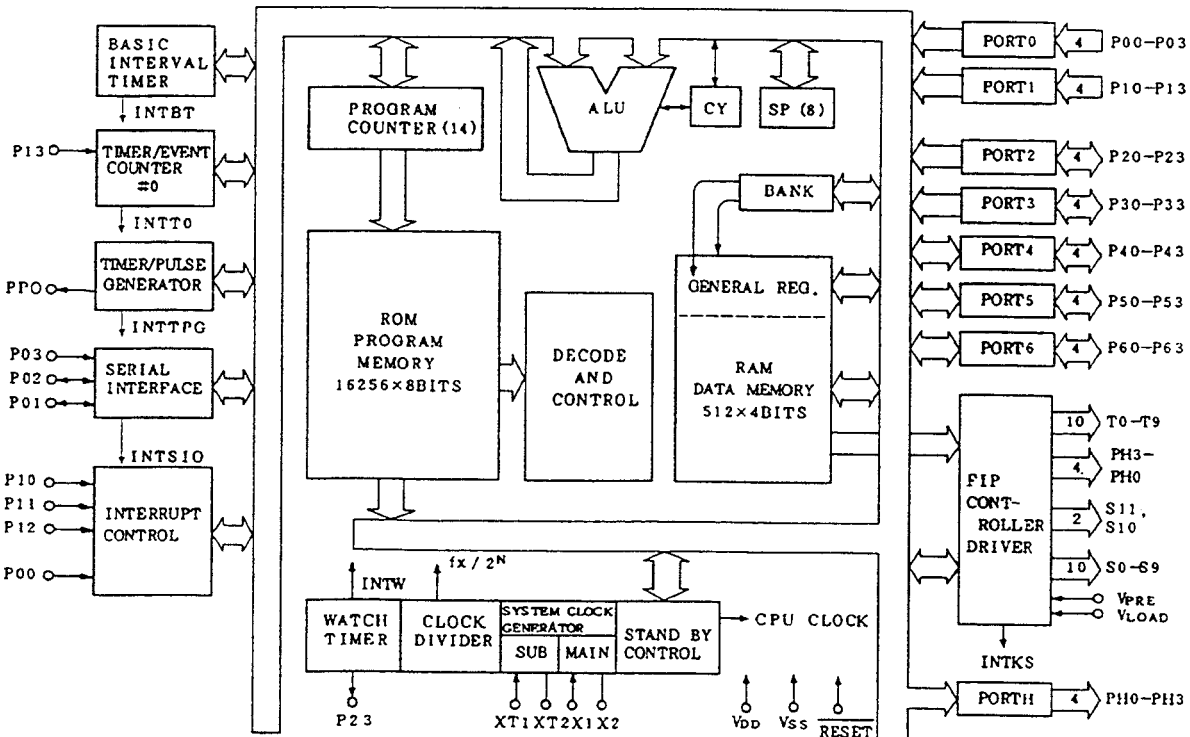 BASIC
INTERVAL
TIMER
INTBT
P13
TIMER/EVENT
COUNTER
#0
INTT0
TIMER/PULSE
GENERATOR
PPO
INTTPG
P03
P02
P01
SERIAL
INTERFACE
INTSIO
P10
P11
P12
P00
INTERRUPT
CONTROL
PROGRAM
COUNTER(14)
ALU
CY
SP(8)
BANK
ROM
PROGRAM
MEMORY
16256×8BITS
DECODE
AND
CONTROL
GENERAL REG.
RAM
DATA MEMORY
512×4BITS
INTW
fx/2N
WATCH
TIMER
CLOCK
DIVIDER
SYSTEM CLOCK
GENERATOR
SUB
MAIN
STAND BY
CONTROL
CPU CLOCK
P23
XT1
XT2
X1
X2
VDD
VSS
RESET
PORT0
4
P00-P03
PORT1
4
P10-P13
PORT2
4
P20-P23
PORT3
4
P30-P33
PORT4
4
P40-P43
PORT5
4
P50-P53
PORT6
4
P60-P63
FIP
CONT-
ROLLER
DRIVER
10
T0-T9
4
PH3-
PH0
2
S11,
S10
10
S0-S9
VPRE
VLOAD
INTKS
PORTH
4
PH0-PH3